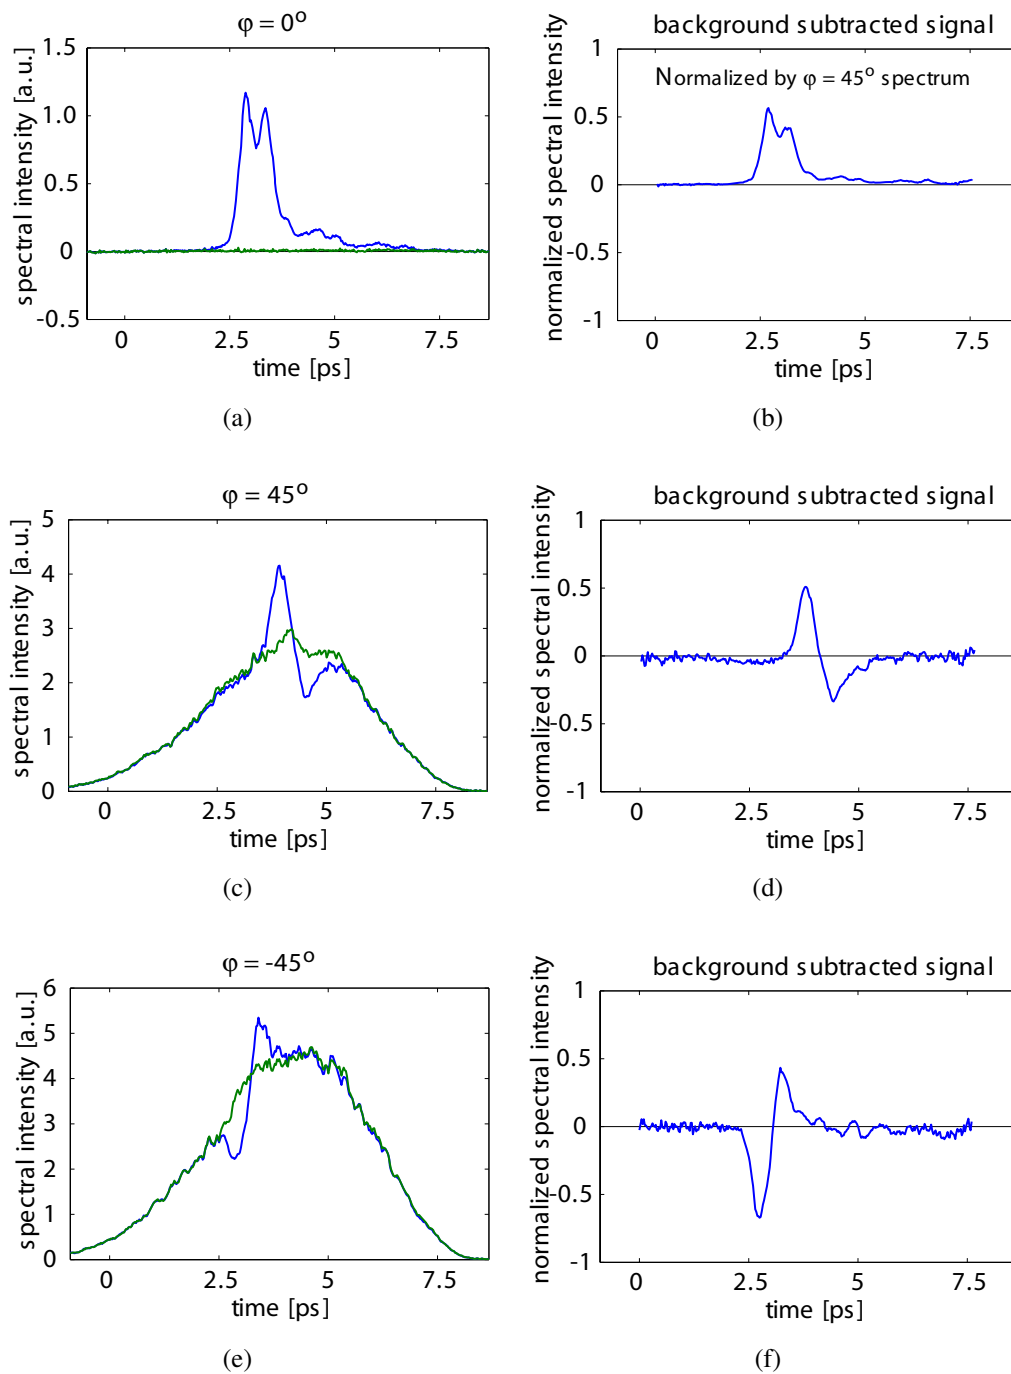 φ = 0°
spectral intensity [a.u.]
1.5
1.0
0.5
0
-0.5
0 2.5 5 7.5
time [ps]
(a)
background subtracted signal
Normalized by φ = 45° spectrum
normalized spectral intensity
1
0.5
0
-0.5
-1
0 2.5 5 7.5
time [ps]
(b)
φ = 45°
spectral intensity [a.u.]
5
4
3
2
1
0
0 2.5 5 7.5
time [ps]
(c)
background subtracted signal
normalized spectral intensity
1
0.5
0
-0.5
-1
0 2.5 5 7.5
time [ps]
(d)
φ = -45°
spectral intensity [a.u.]
6
5
4
3
2
1
0
0 2.5 5 7.5
time [ps]
(e)
background subtracted signal
normalized spectral intensity
1
0.5
0
-0.5
-1
0 2.5 5 7.5
time [ps]
(f)